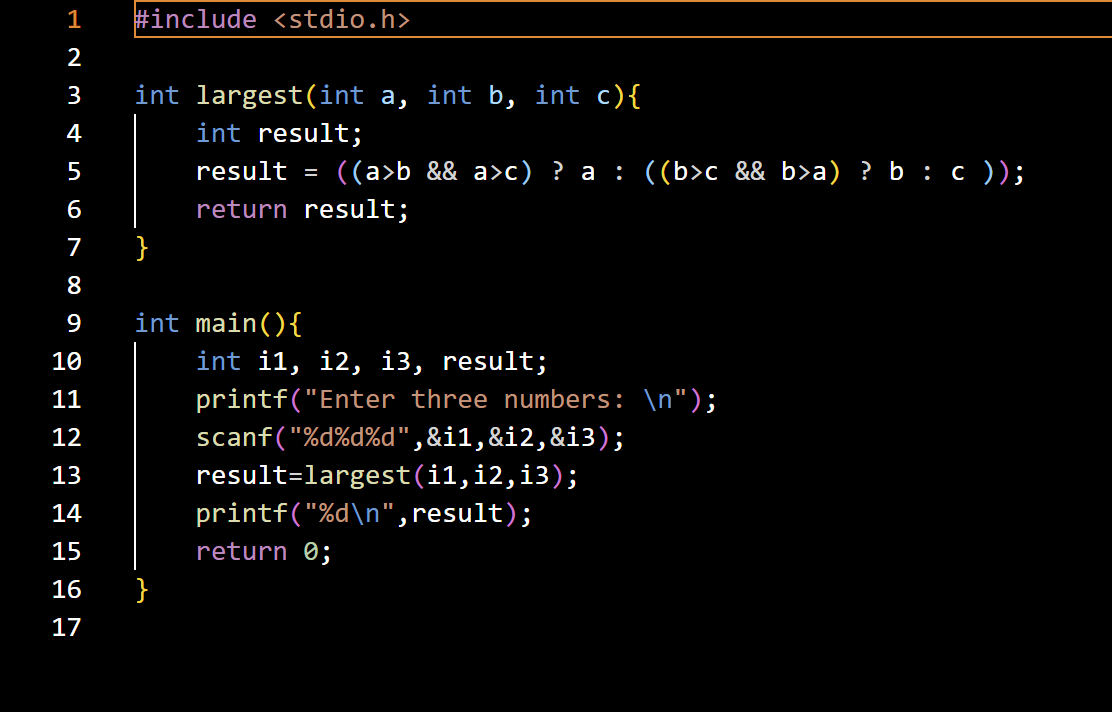 1 #include <stdio.h>
2
3 int largest(int a, int b, int c){
4     int result;
5     result = ((a>b && a>c) ? a : ((b>c && b>a) ? b : c ));
6     return result;
7 }
8
9 int main(){
10     int i1, i2, i3, result;
11     printf("Enter three numbers: \n");
12     scanf("%d%d%d",&i1,&i2,&i3);
13     result=largest(i1,i2,i3);
14     printf("%d\n",result);
15     return 0;
16 }
17